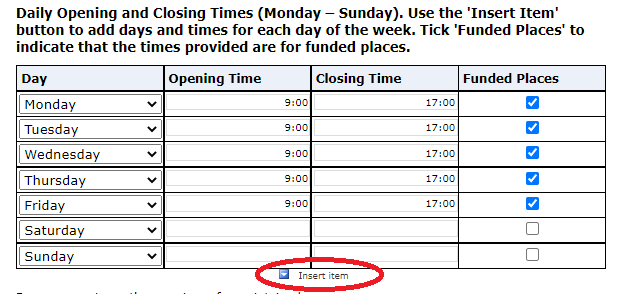 Daily Opening and Closing Times (Monday – Sunday). Use the 'Insert Item'
button to add days and times for each day of the week. Tick 'Funded Places' to
indicate that the times provided are for funded places.
Day Opening Time Closing Time Funded Places
Monday 9:00 17:00
Tuesday 9:00 17:00
Wednesday 9:00 17:00
Thursday 9:00 17:00
Friday 9:00 17:00
Saturday
Sunday
Insert item